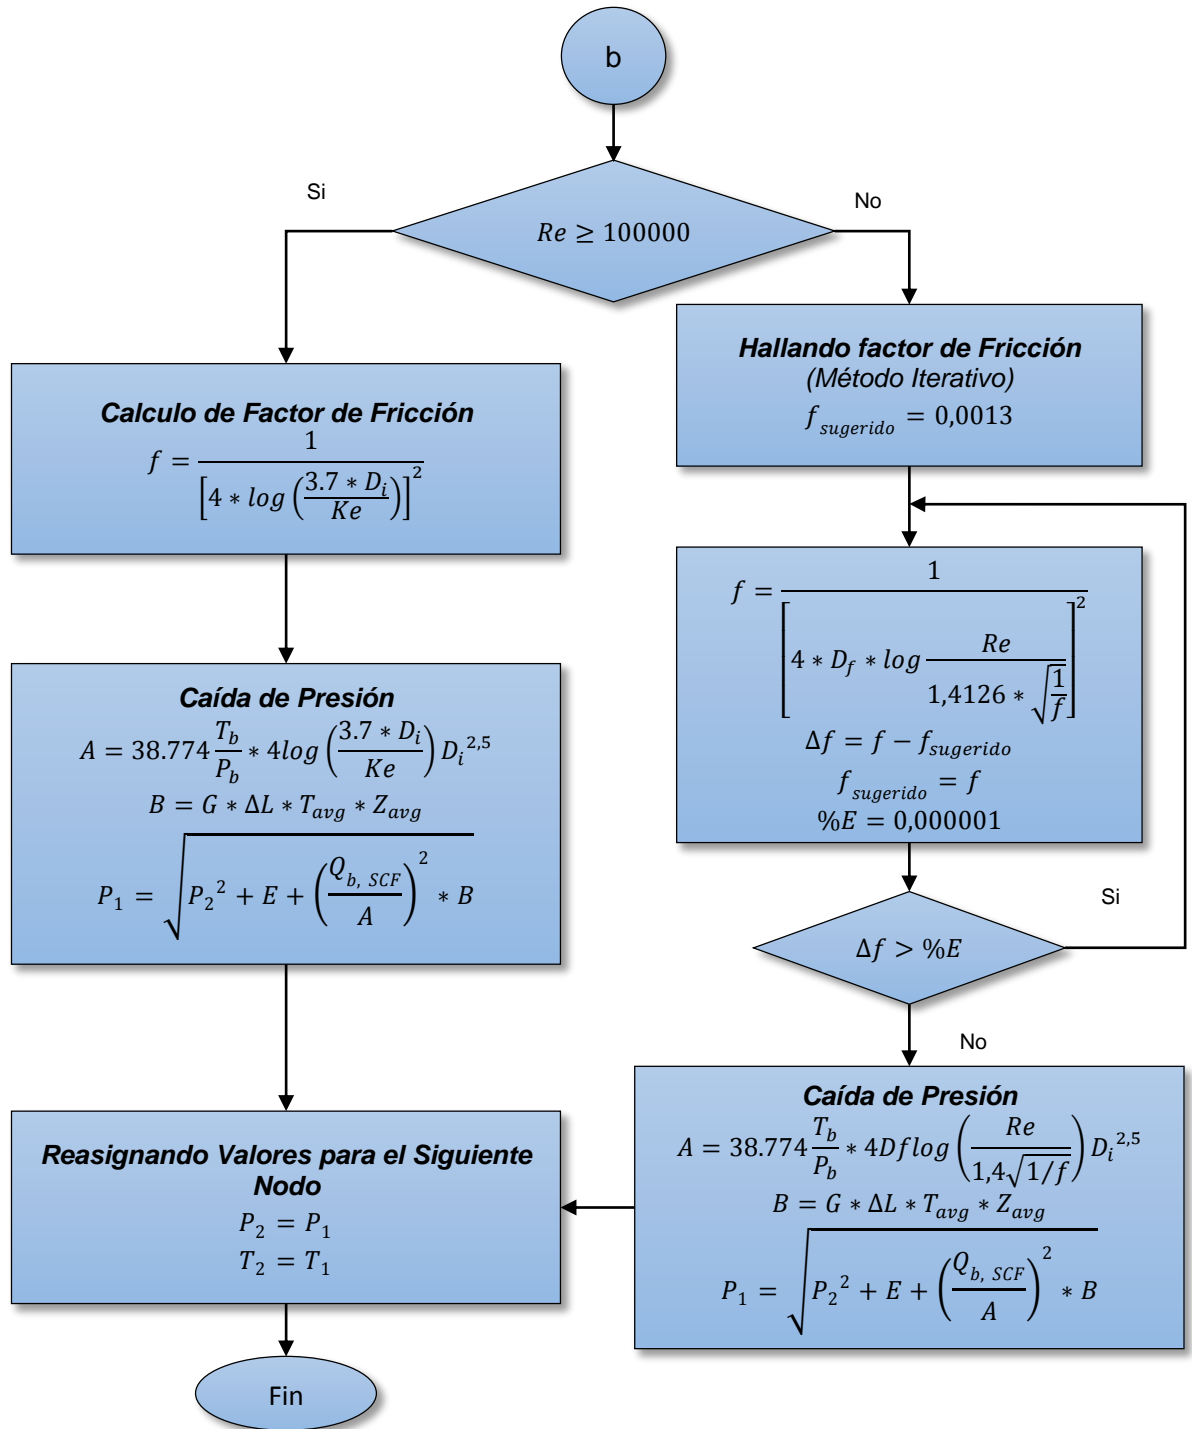 b
Si
No
Re ≥ 100000
Hallando factor de Fricción
(Método Iterativo)
f_sugerido = 0,0013
Calculo de Factor de Fricción
f = 1 / [4 * log (3.7 * D_i / Ke)]^2
f = 1 / [4 * D_f * log Re / (1,4126 * √(1/f))]^2
Δf = f − f_sugerido
f_sugerido = f
%E = 0,000001
Caída de Presión
A = 38.774 T_b/P_b * 4log (3.7 * D_i / Ke) D_i^2,5
B = G * ΔL * T_avg * Z_avg
P_1 = √(P_2^2 + E + (Q_b, SCF / A)^2 * B)
Si
Δf > %E
No
Caída de Presión
A = 38.774 T_b/P_b * 4Dflog (Re / 1,4√(1/f)) D_i^2,5
B = G * ΔL * T_avg * Z_avg
P_1 = √(P_2^2 + E + (Q_b, SCF / A)^2 * B)
Reasignando Valores para el Siguiente
Nodo
P_2 = P_1
T_2 = T_1
Fin